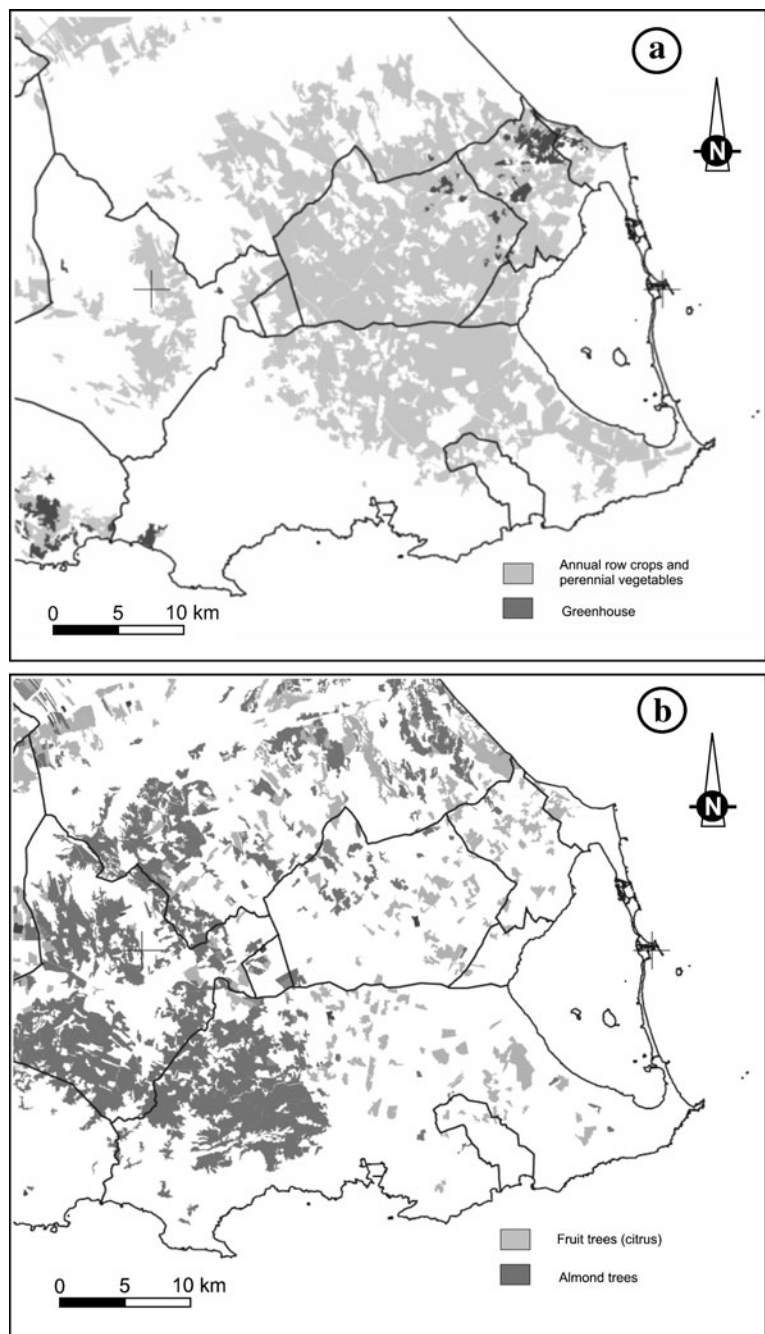 a
N
Annual row crops and
perennial vegetables
Greenhouse
0 5 10 km
b
N
Fruit trees (citrus)
Almond trees
0 5 10 km